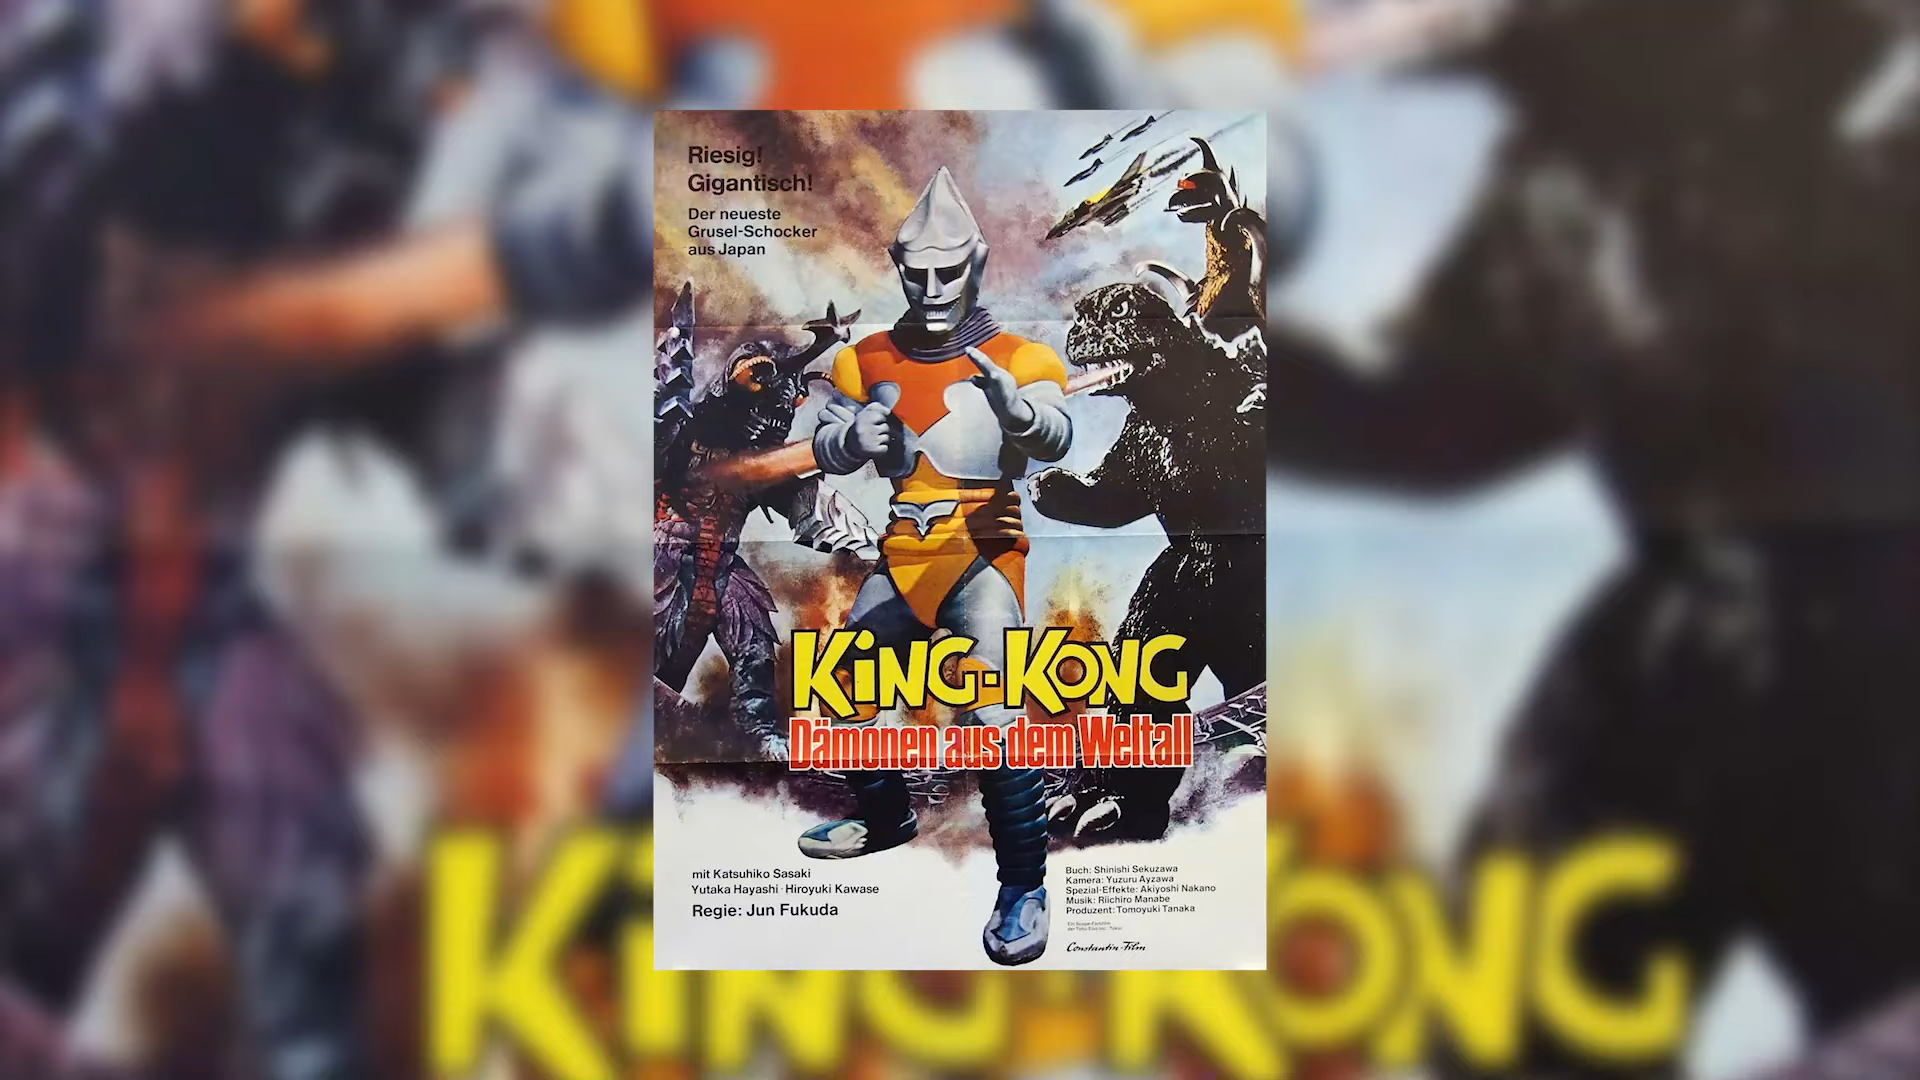 Riesig!
Gigantisch!
Der neueste
Grusel-Schocker
aus Japan
KiNG-KONG
Dämonen aus dem Weltall
mit Katsuhiko Sasaki
Yutaka Hayashi · Hiroyuki Kawase
Regie: Jun Fukuda
Buch: Shinishi Sekuzawa
Kamera: Yuzuru Ayzawa
Spezial-Effekte: Akiyoshi Nakano
Musik: Riichiro Manabe
Produzent: Tomoyuki Tanaka
Constantin-Film
KiNG-KONG